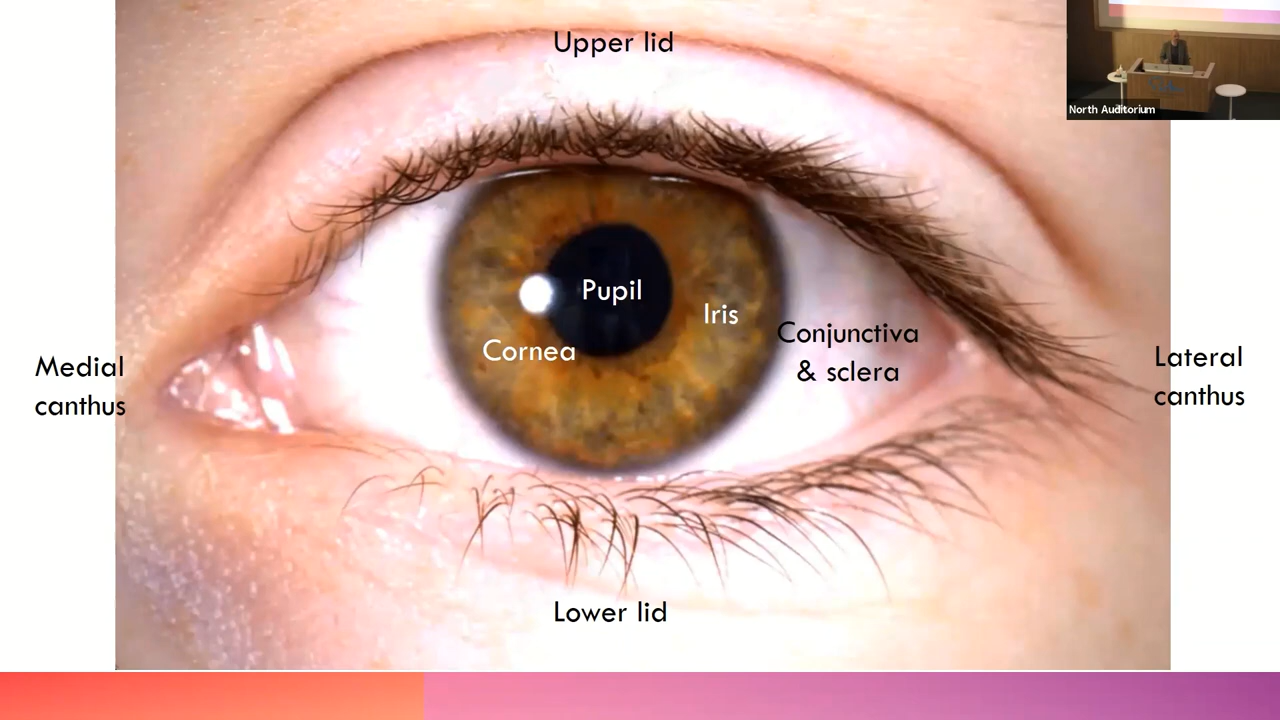 Upper lid
North Auditorium
Pupil
Iris
Cornea
Conjunctiva
& sclera
Medial
canthus
Lateral
canthus
Lower lid